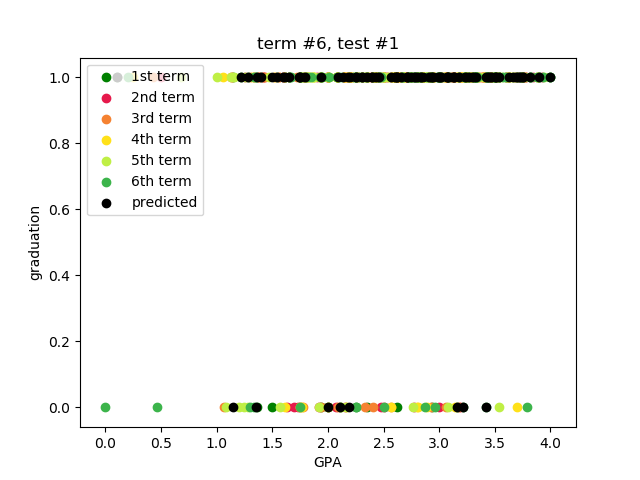 term #6, test #1
1st term
2nd term
3rd term
4th term
5th term
6th term
predicted
1.0
0.8
0.6
0.4
0.2
0.0
graduation
0.0 0.5 1.0 1.5 2.0 2.5 3.0 3.5 4.0
GPA